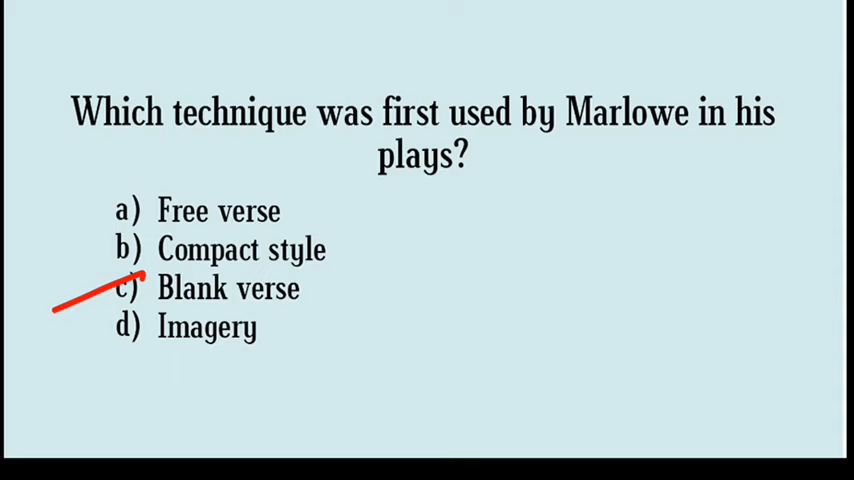 Which technique was first used by Marlowe in his
plays?
a) Free verse
b) Compact style
c) Blank verse
d) Imagery